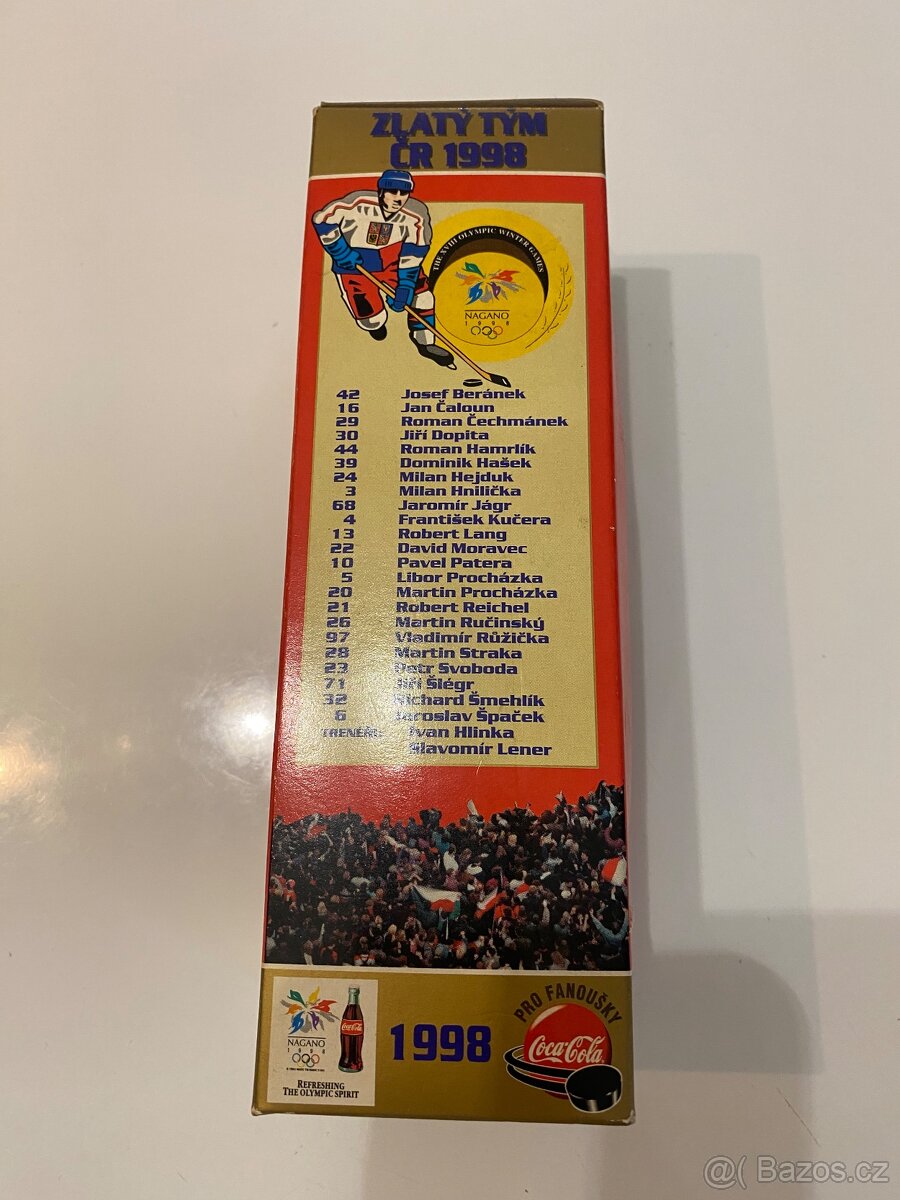 ZLATÝ TÝM
ČR 1998
THE XVIII OLYMPIC WINTER GAMES
NAGANO
1998
42 Josef Beránek
16 Jan Čaloun
29 Roman Čechmánek
30 Jiří Dopita
44 Roman Hamrlík
39 Dominik Hašek
24 Milan Hejduk
3 Milan Hnilička
68 Jaromír Jágr
4 František Kučera
13 Robert Lang
22 David Moravec
10 Pavel Patera
5 Libor Procházka
20 Martin Procházka
21 Robert Reichel
26 Martin Ručinský
97 Vladimír Růžička
28 Martin Straka
23 Petr Svoboda
71 Jiří Šlégr
32 Richard Šmehlík
6 Jaroslav Špaček
TRENÉŘI: Ivan Hlinka
Slavomír Lener
NAGANO
1998
Coca-Cola
REFRESHING
THE OLYMPIC SPIRIT
1998
PRO FANOUŠKY
Coca-Cola
@( Bazos.cz